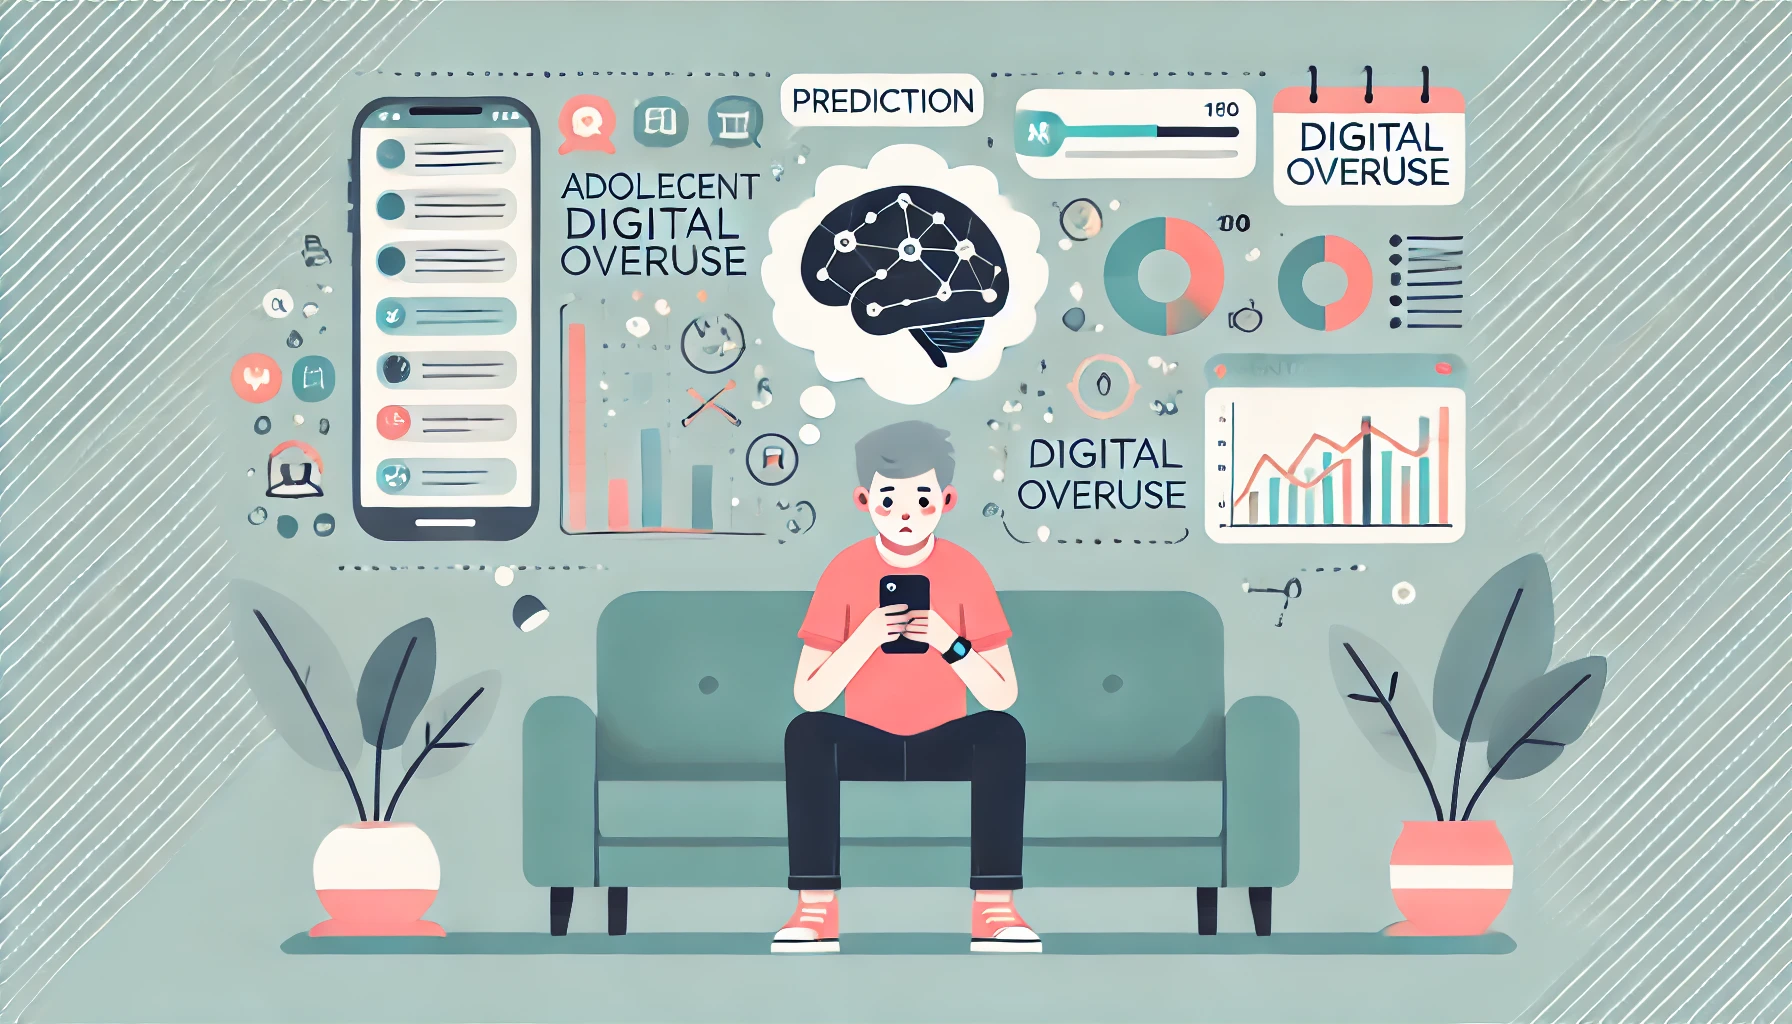 PREDICTION
180
DIGITAL
OVERUSE
ADOLECENT
DIGITAL
OVERUSE
DIGITAL
OVERUSE